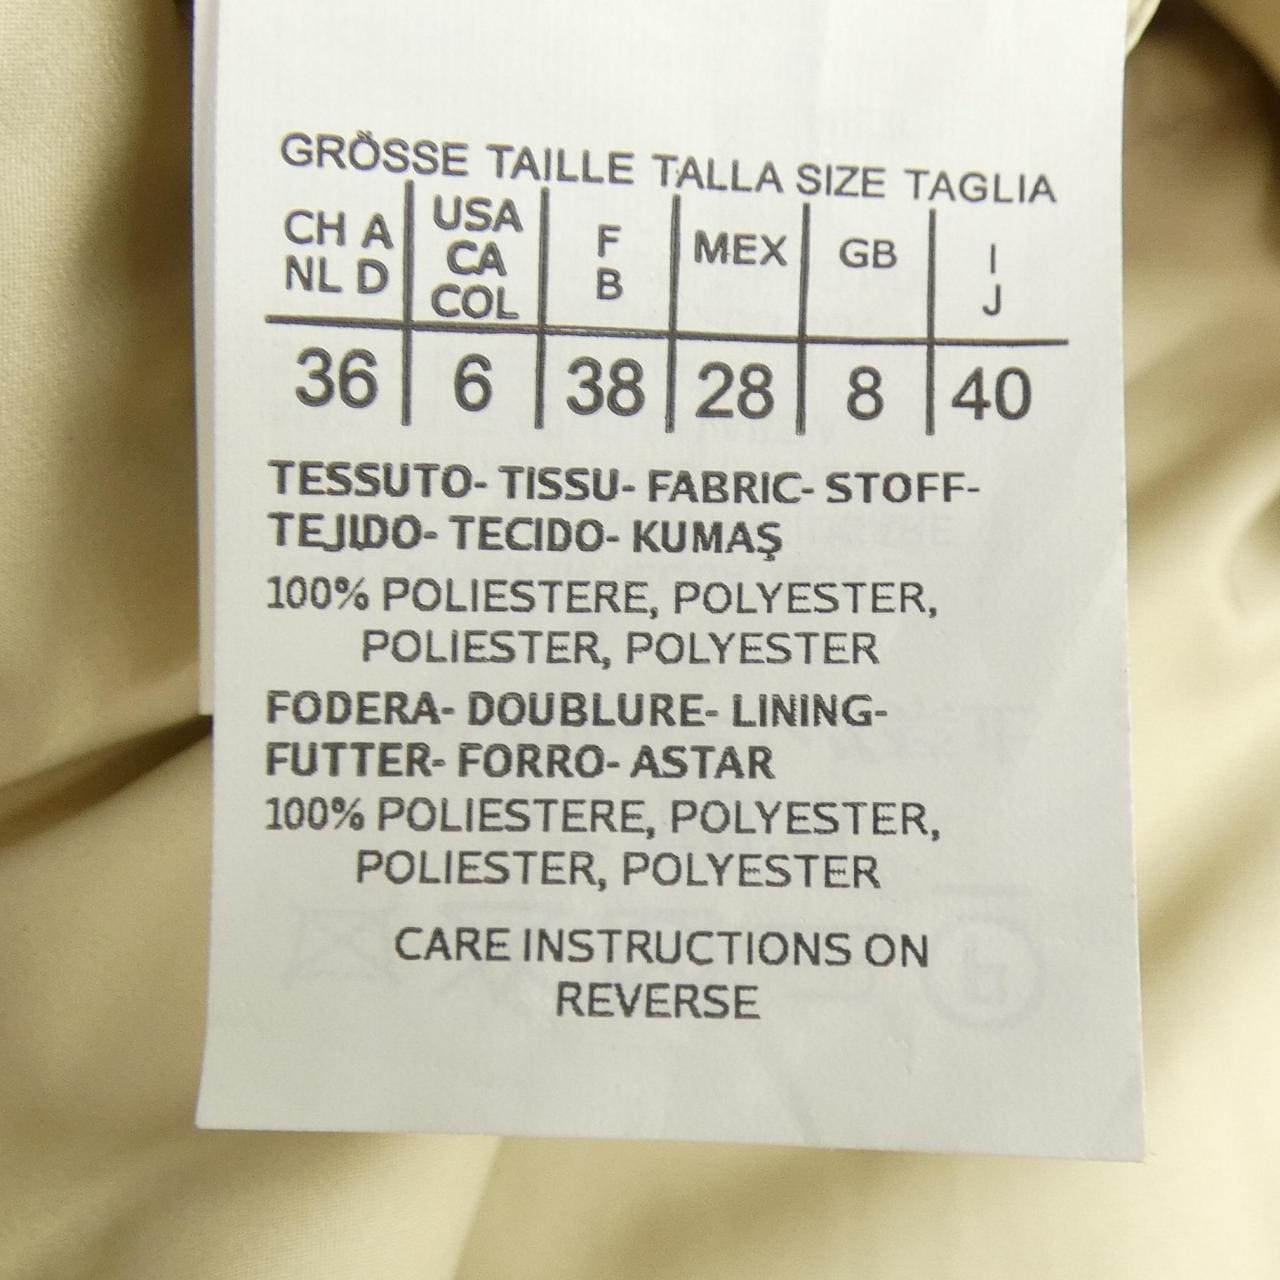 GRÖSSE TAILLE TALLA SIZE TAGLIA
CH A USA F MEX GB I
NL D CA B J
COL
36 6 38 28 8 40
TESSUTO- TISSU- FABRIC- STOFF-
TEJIDO- TECIDO- KUMAŞ
100% POLIESTERE, POLYESTER,
POLIESTER, POLYESTER
FODERA- DOUBLURE- LINING-
FUTTER- FORRO- ASTAR
100% POLIESTERE, POLYESTER,
POLIESTER, POLYESTER
CARE INSTRUCTIONS ON
REVERSE